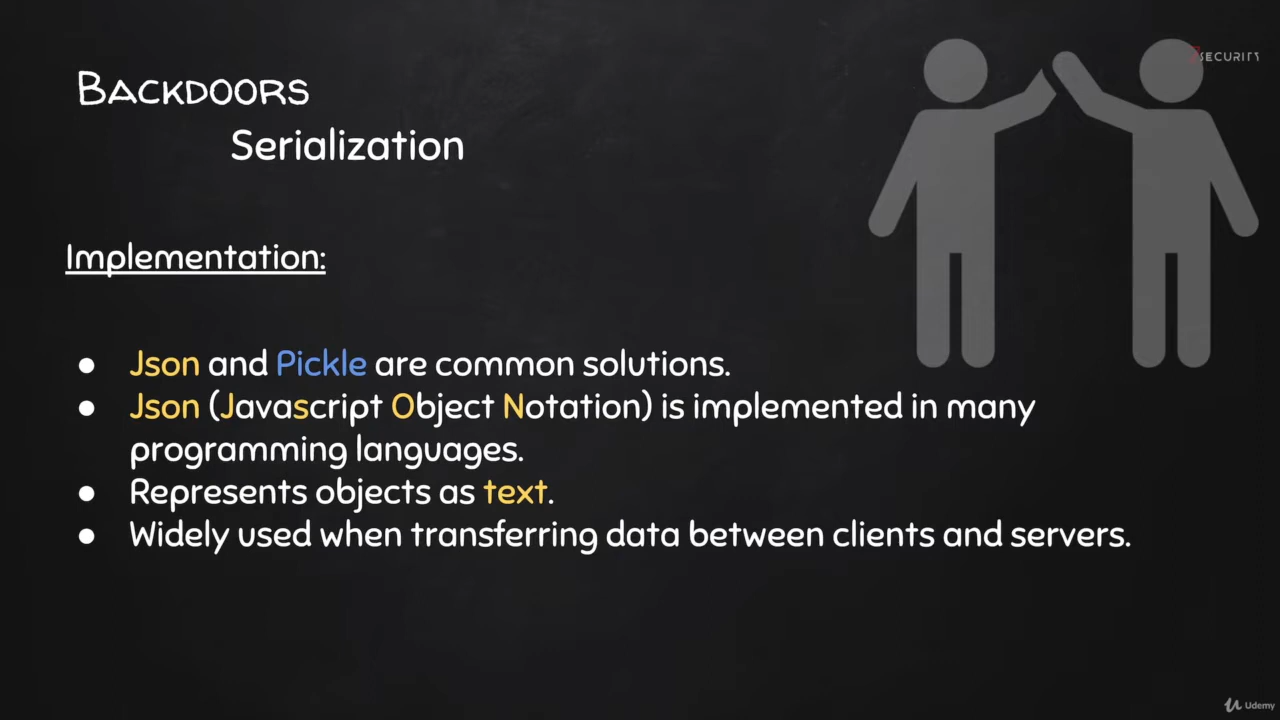 BACKDOORS
SECURITY
Serialization
Implementation:
● Json and Pickle are common solutions.
● Json (Javascript Object Notation) is implemented in many
programming languages.
● Represents objects as text.
● Widely used when transferring data between clients and servers.
Udemy